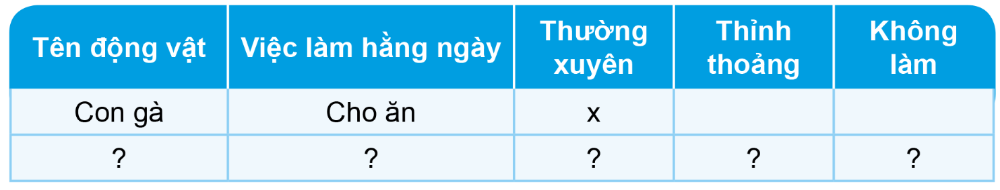 Tên động vật Việc làm hằng ngày Thường xuyên Thỉnh thoảng Không làm
Con gà Cho ăn x
? ? ? ? ?